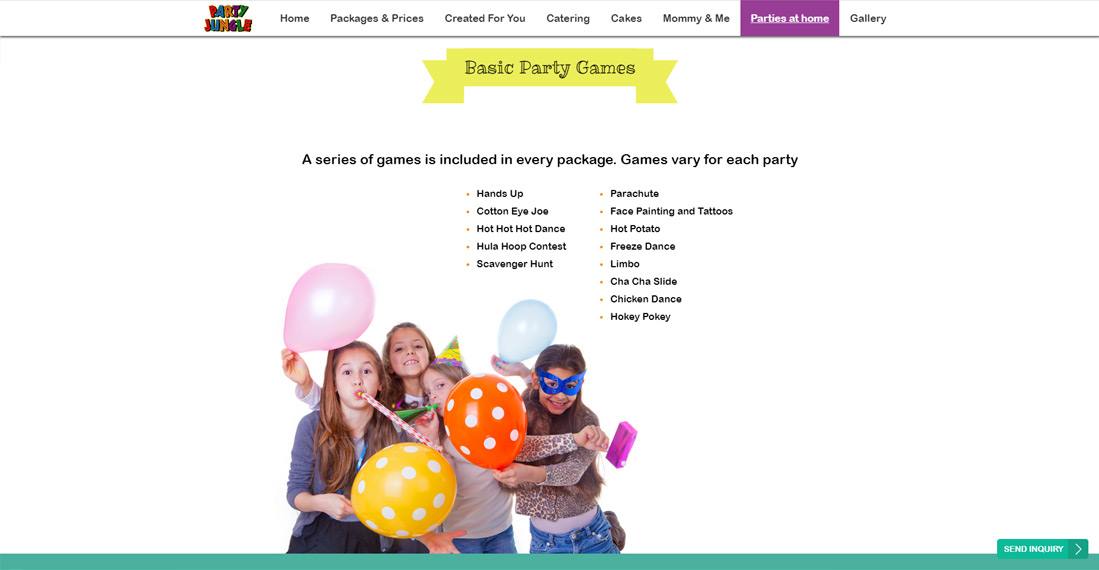 PARTY
JUNGLE
Home
Packages & Prices
Created For You
Catering
Cakes
Mommy & Me
Parties at home
Gallery
Basic Party Games
A series of games is included in every package. Games vary for each party
Hands Up
Cotton Eye Joe
Hot Hot Hot Dance
Hula Hoop Contest
Scavenger Hunt
Parachute
Face Painting and Tattoos
Hot Potato
Freeze Dance
Limbo
Cha Cha Slide
Chicken Dance
Hokey Pokey
SEND INQUIRY